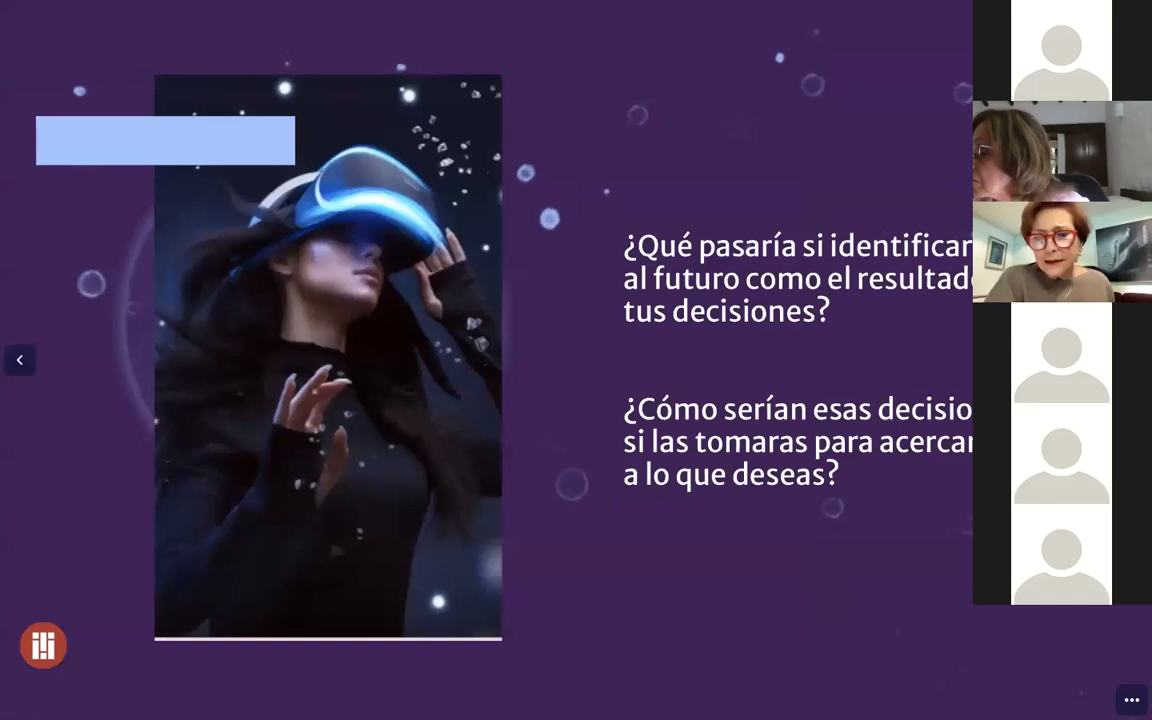 ¿Qué pasaría si identificar
al futuro como el resultado
tus decisiones?
¿Cómo serían esas decisio
si las tomaras para acercar
a lo que deseas?